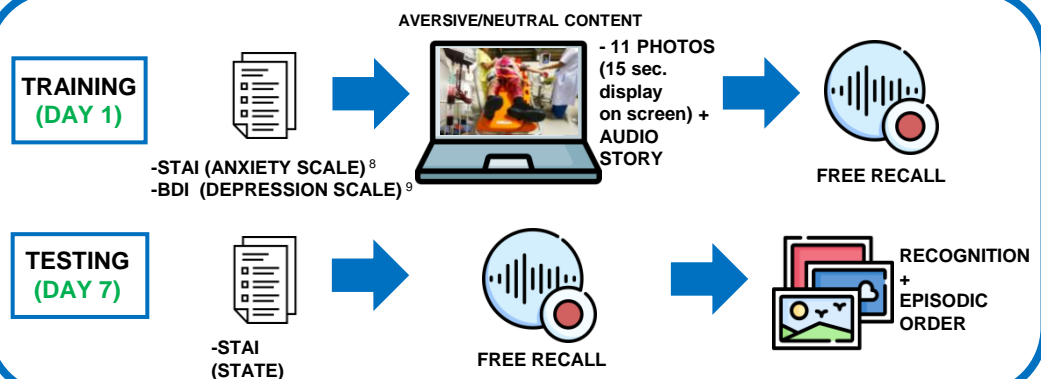 AVERSIVE/NEUTRAL CONTENT
TRAINING
(DAY 1)
-STAI (ANXIETY SCALE) 8
-BDI (DEPRESSION SCALE) 9
- 11 PHOTOS
(15 sec.
display
on screen) +
AUDIO
STORY
FREE RECALL
TESTING
(DAY 7)
-STAI
(STATE)
FREE RECALL
RECOGNITION
+
EPISODIC
ORDER